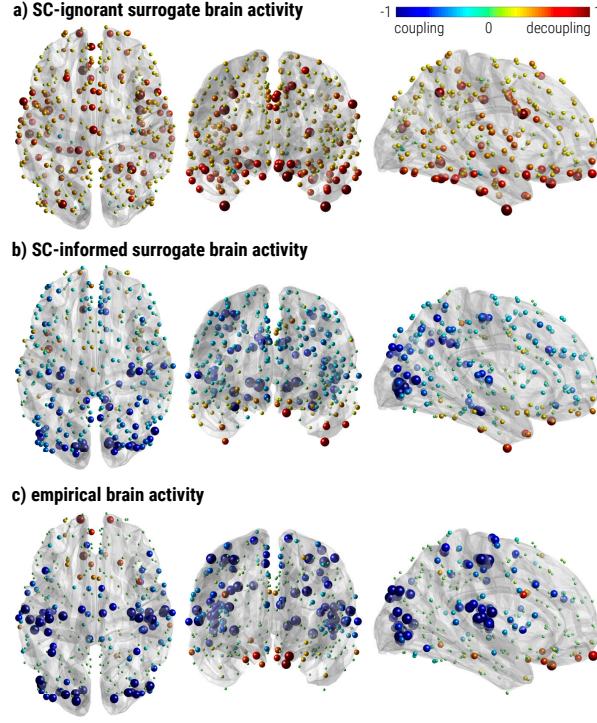 a) SC-ignorant surrogate brain activity
-1 1
coupling 0 decoupling
b) SC-informed surrogate brain activity
c) empirical brain activity